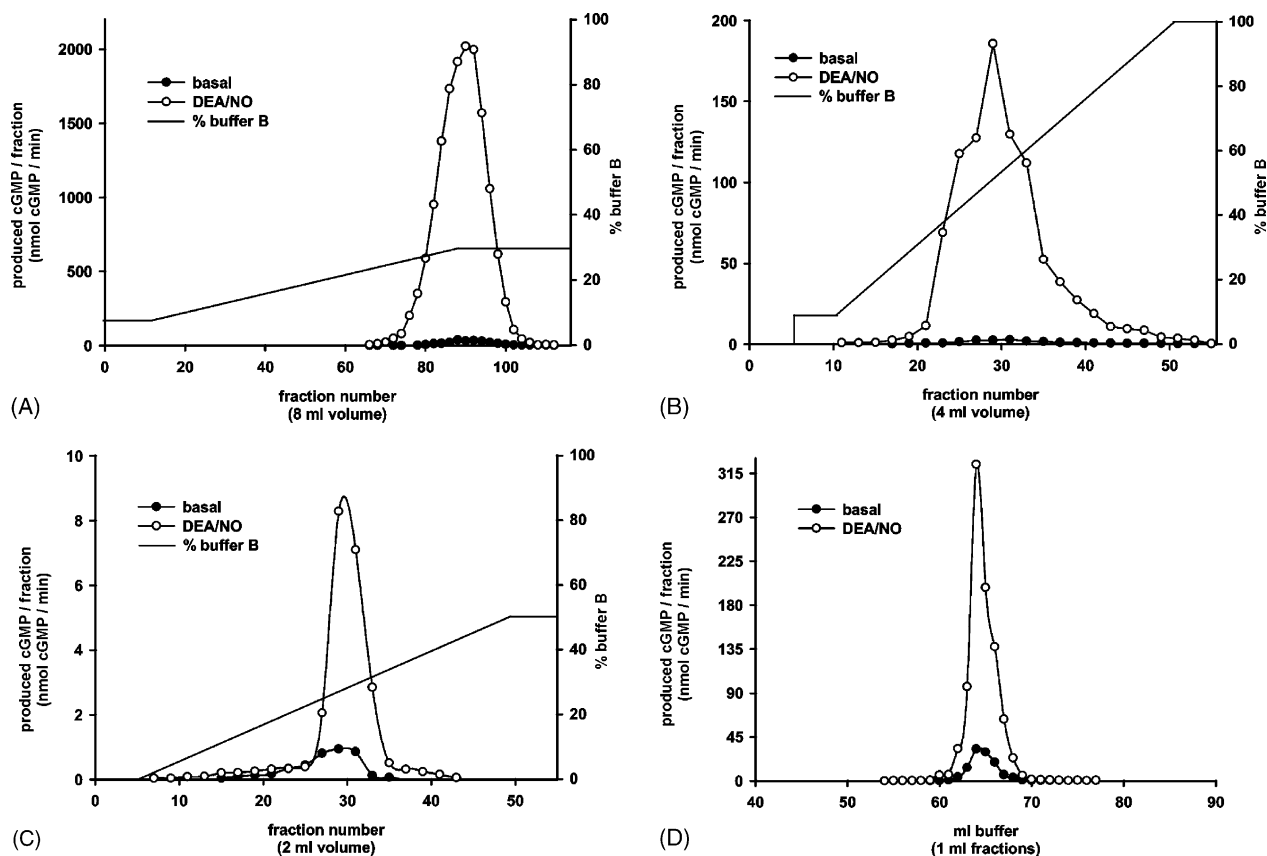 2000
1500
1000
500
0
produced cGMP / fraction
(nmol cGMP / min)
basal
DEA/NO
% buffer B
100
80
60
40
20
0
% buffer B
0 20 40 60 80 100
fraction number
(8 ml volume)
(A)
200
150
100
50
0
produced cGMP / fraction
(nmol cGMP / min)
basal
DEA/NO
% buffer B
100
80
60
40
20
0
% buffer B
0 10 20 30 40 50
fraction number
(4 ml volume)
(B)
10
8
6
4
2
0
produced cGMP / fraction
(nmol cGMP / min)
basal
DEA/NO
% buffer B
100
80
60
40
20
0
% buffer B
0 10 20 30 40 50
fraction number
(2 ml volume)
(C)
315
270
225
180
135
90
45
0
produced cGMP / fraction
(nmol cGMP / min)
basal
DEA/NO
40 50 60 70 80 90
ml buffer
(1 ml fractions)
(D)